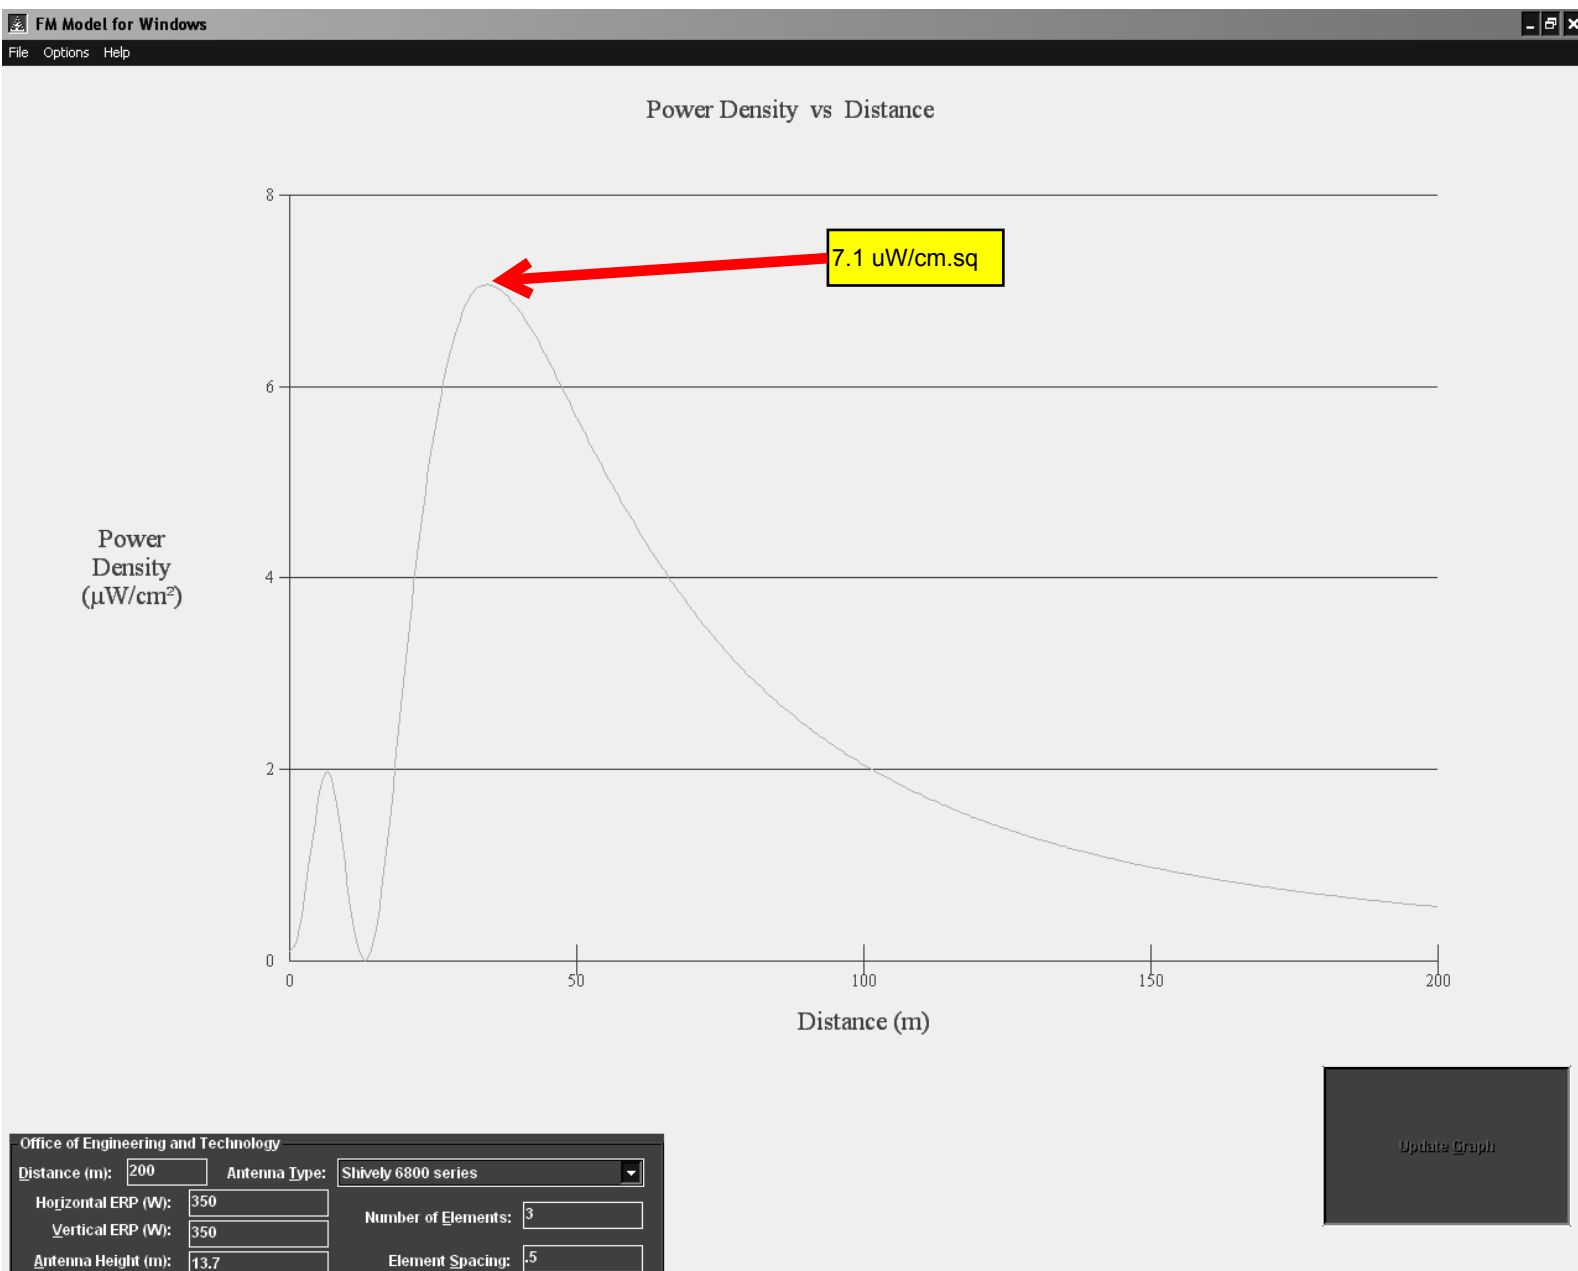 FM Model for Windows
File Options Help
Power Density vs Distance
8
7.1 uW/cm.sq
6
Power
Density
(µW/cm²)
4
2
0
0 50 100 150 200
Distance (m)
Update Graph
Office of Engineering and Technology
Distance (m): 200 Antenna Type: Shively 6800 series
Horizontal ERP (W): 350
Number of Elements: 3
Vertical ERP (W): 350
Antenna Height (m): 13.7 Element Spacing: .5